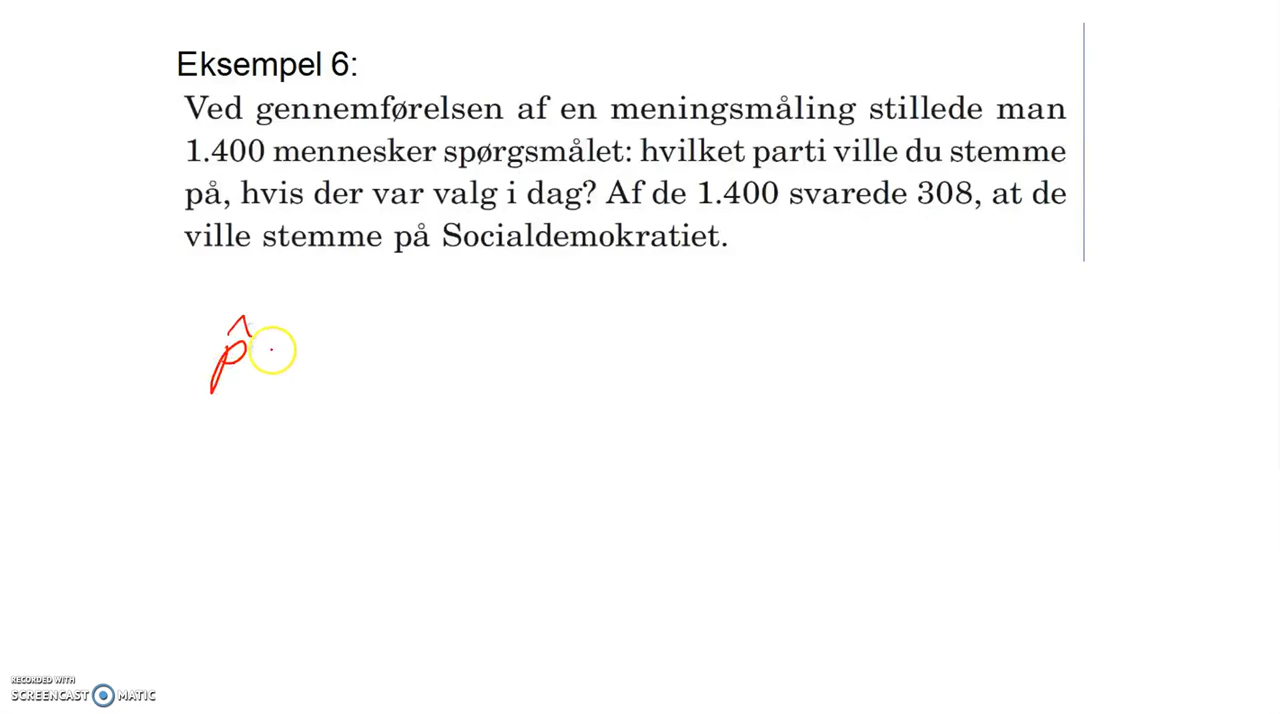 Eksempel 6:
Ved gennemførelsen af en meningsmåling stillede man
1.400 mennesker spørgsmålet: hvilket parti ville du stemme
på, hvis der var valg i dag? Af de 1.400 svarede 308, at de
ville stemme på Socialdemokratiet.
p̂
RECORDED WITH
SCREENCAST MATIC